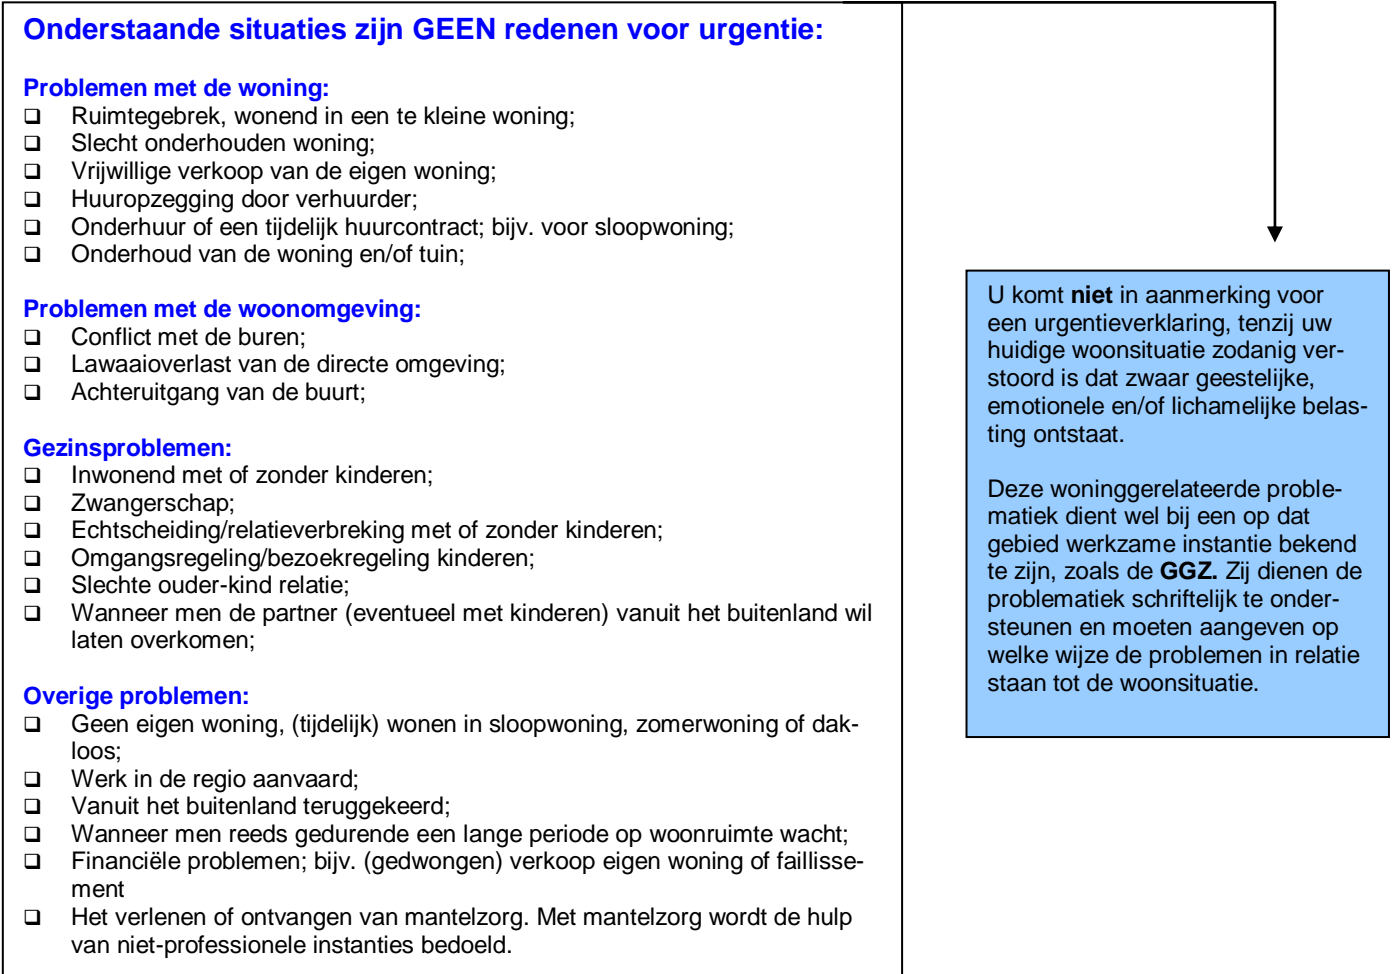 Onderstaande situaties zijn GEEN redenen voor urgentie:
Problemen met de woning:
❑ Ruimtegebrek, wonend in een te kleine woning;
❑ Slecht onderhouden woning;
❑ Vrijwillige verkoop van de eigen woning;
❑ Huuropzegging door verhuurder;
❑ Onderhuur of een tijdelijk huurcontract; bijv. voor sloopwoning;
❑ Onderhoud van de woning en/of tuin;
Problemen met de woonomgeving:
❑ Conflict met de buren;
❑ Lawaaioverlast van de directe omgeving;
❑ Achteruitgang van de buurt;
Gezinsproblemen:
❑ Inwonend met of zonder kinderen;
❑ Zwangerschap;
❑ Echtscheiding/relatieverbreking met of zonder kinderen;
❑ Omgangsregeling/bezoekregeling kinderen;
❑ Slechte ouder-kind relatie;
❑ Wanneer men de partner (eventueel met kinderen) vanuit het buitenland wil
laten overkomen;
Overige problemen:
❑ Geen eigen woning, (tijdelijk) wonen in sloopwoning, zomerwoning of dak-
loos;
❑ Werk in de regio aanvaard;
❑ Vanuit het buitenland teruggekeerd;
❑ Wanneer men reeds gedurende een lange periode op woonruimte wacht;
❑ Financiële problemen; bijv. (gedwongen) verkoop eigen woning of faillisse-
ment
❑ Het verlenen of ontvangen van mantelzorg. Met mantelzorg wordt de hulp
van niet-professionele instanties bedoeld.
U komt niet in aanmerking voor
een urgentieverklaring, tenzij uw
huidige woonsituatie zodanig ver-
stoord is dat zwaar geestelijke,
emotionele en/of lichamelijke belas-
ting ontstaat.
Deze woninggerelateerde proble-
matiek dient wel bij een op dat
gebied werkzame instantie bekend
te zijn, zoals de GGZ. Zij dienen de
problematiek schriftelijk te onder-
steunen en moeten aangeven op
welke wijze de problemen in relatie
staan tot de woonsituatie.